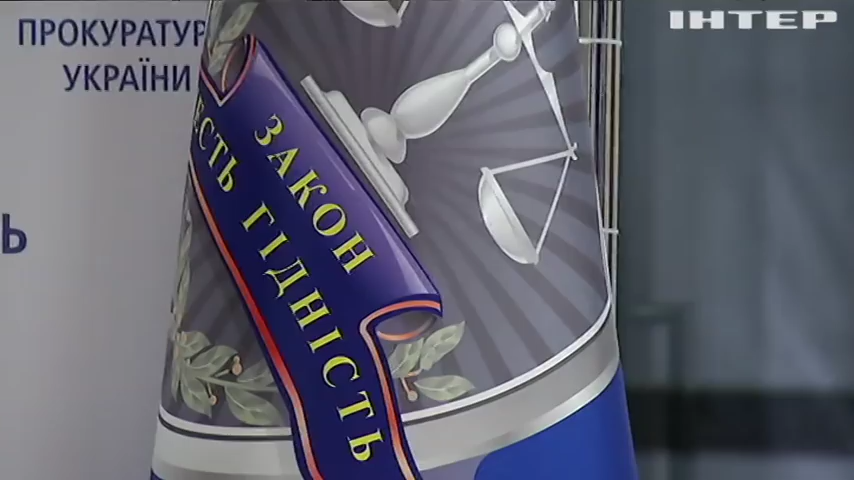 ІНТЕР
ПРОКУРАТУР
УКРАЇНИ
ЗАКОН
ЕСТЬ ГІДНІСТЬ
Ь